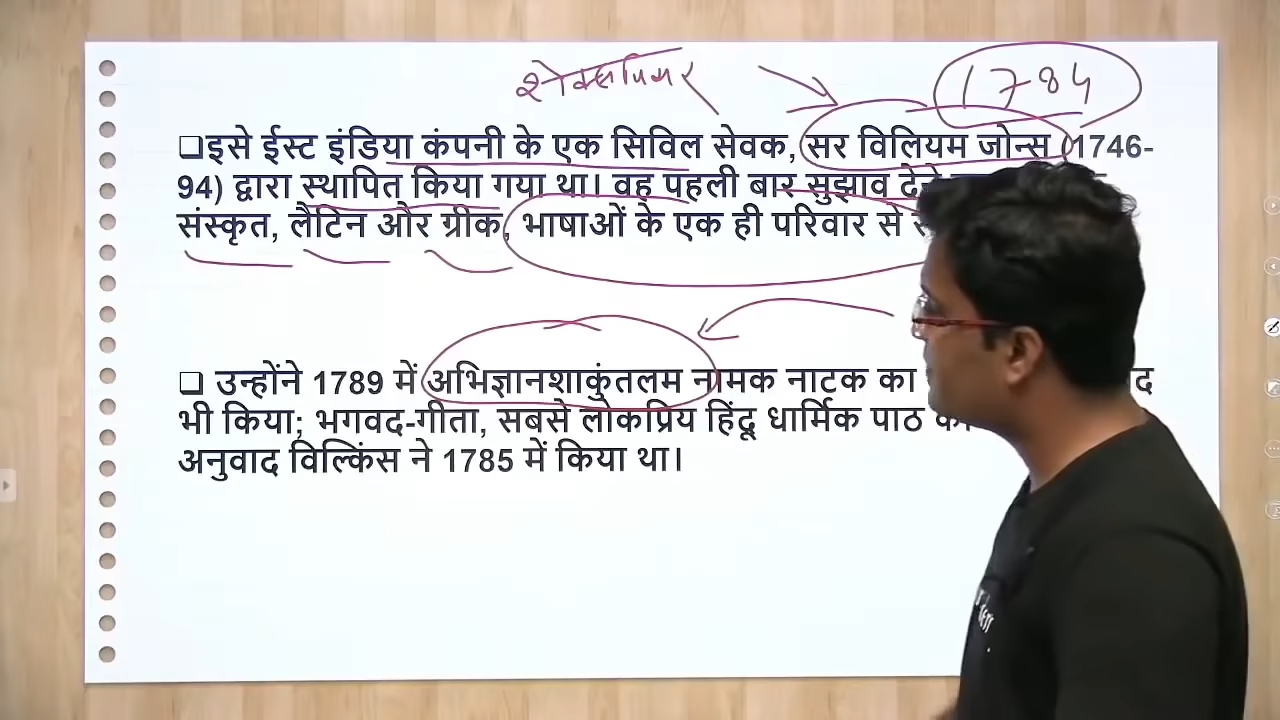 शेक्सपियर
1784
❑इसे ईस्ट इंडिया कंपनी के एक सिविल सेवक, सर विलियम जोन्स (1746-
94) द्वारा स्थापित किया गया था। वह पहली बार सुझाव देने
संस्कृत, लैटिन और ग्रीक, भाषाओं के एक ही परिवार से
❑ उन्होंने 1789 में अभिज्ञानशाकुंतलम नामक नाटक का
भी किया; भगवद-गीता, सबसे लोकप्रिय हिंदू धार्मिक पाठ
अनुवाद विल्किंस ने 1785 में किया था।